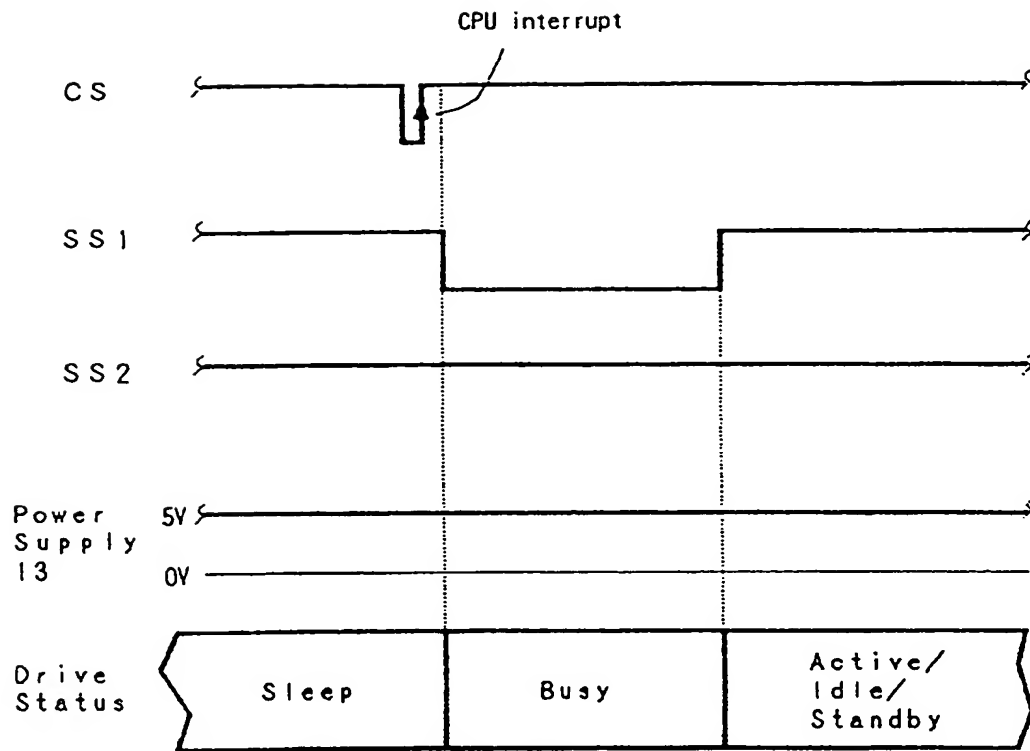 CPU interrupt
CS
SS1
SS2
Power
Supply
13
5V
0V
Drive
Status
Sleep
Busy
Active/
Idle/
Standby